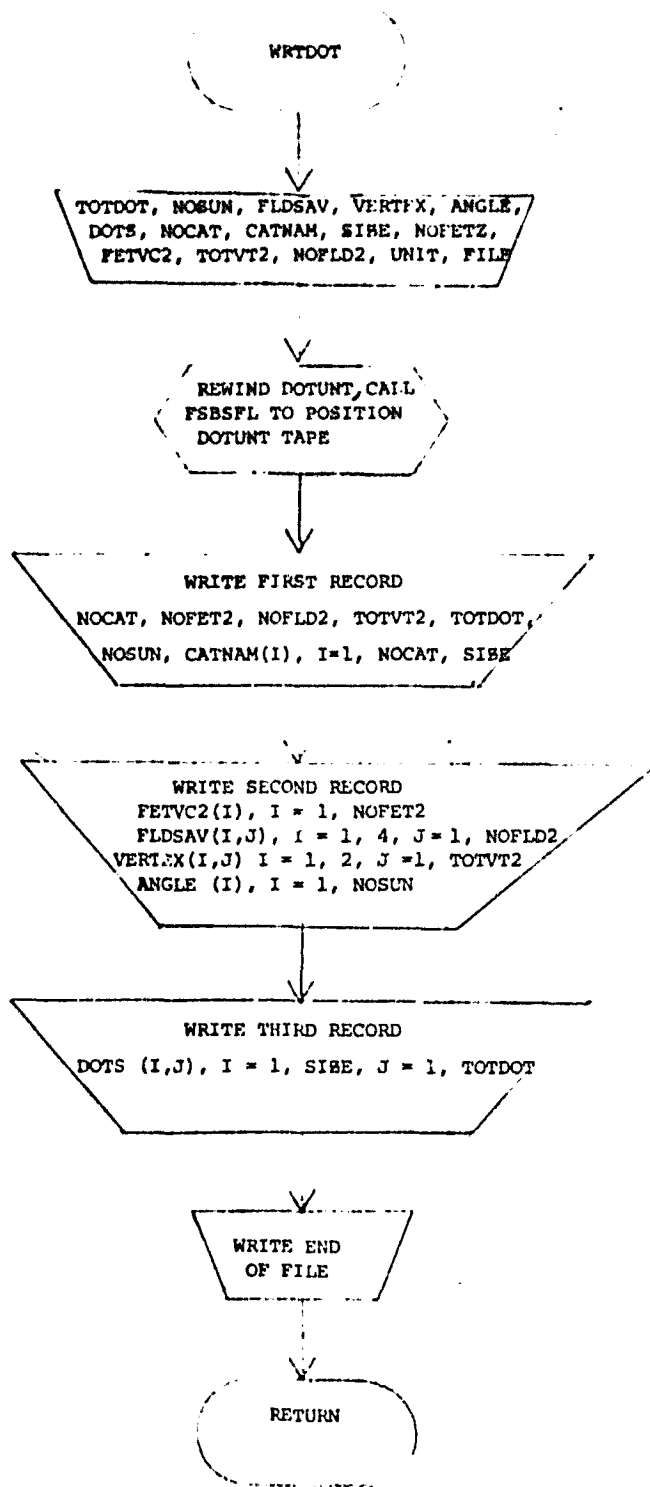 WRTDOT
TOTDOT, NOSUN, FLDSAV, VERTEX, ANGLE,
DOTS, NOCAT, CATNAM, SIBE, NOFETZ,
FETVC2, TOTVT2, NOFLD2, UNIT, FILE
REWIND DOTUNT, CALL
FSBSFL TO POSITION
DOTUNT TAPE
WRITE FIRST RECORD
NOCAT, NOFET2, NOFLD2, TOTVT2, TOTDOT,
NOSUN, CATNAM(I), I=1, NOCAT, SIBE
WRITE SECOND RECORD
FETVC2(I), I = 1, NOFET2
FLDSAV(I,J), I = 1, 4, J=1, NOFLD2
VERTEX(I,J) I = 1, 2, J =1, TOTVT2
ANGLE (I), I = 1, NOSUN
WRITE THIRD RECORD
DOTS (I,J), I = 1, SIBE, J = 1, TOTDOT
WRITE END
OF FILE
RETURN